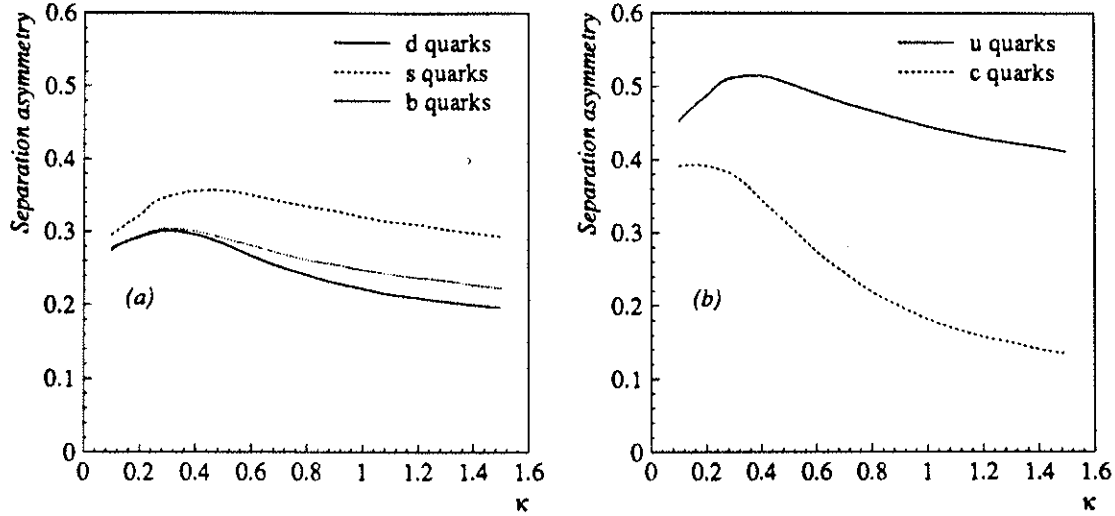 Separation asymmetry
0.6
0.5
0.4
0.3
0.2
0.1
0
d quarks
s quarks
b quarks
(a)
0 0.2 0.4 0.6 0.8 1 1.2 1.4 1.6
κ
Separation asymmetry
0.6
0.5
0.4
0.3
0.2
0.1
0
u quarks
c quarks
(b)
0 0.2 0.4 0.6 0.8 1 1.2 1.4 1.6
κ